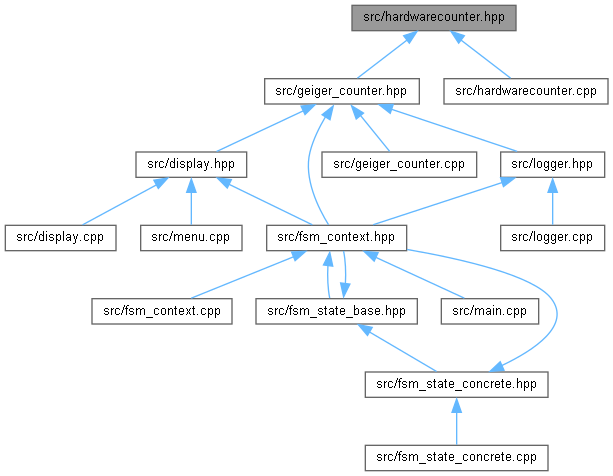 src/hardwarecounter.hpp
src/geiger_counter.hpp
src/hardwarecounter.cpp
src/display.hpp
src/geiger_counter.cpp
src/logger.hpp
src/display.cpp
src/menu.cpp
src/fsm_context.hpp
src/logger.cpp
src/fsm_context.cpp
src/fsm_state_base.hpp
src/main.cpp
src/fsm_state_concrete.hpp
src/fsm_state_concrete.cpp